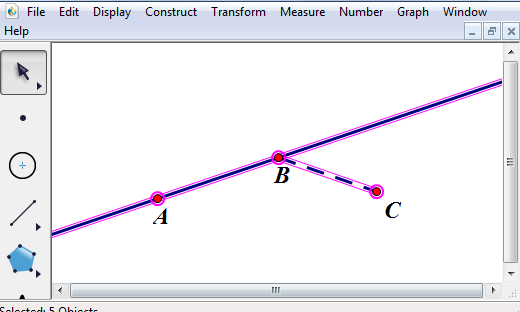 File Edit Display Construct Transform Measure Number Graph Window
Help
B
A
C
Selected: 5 Objects